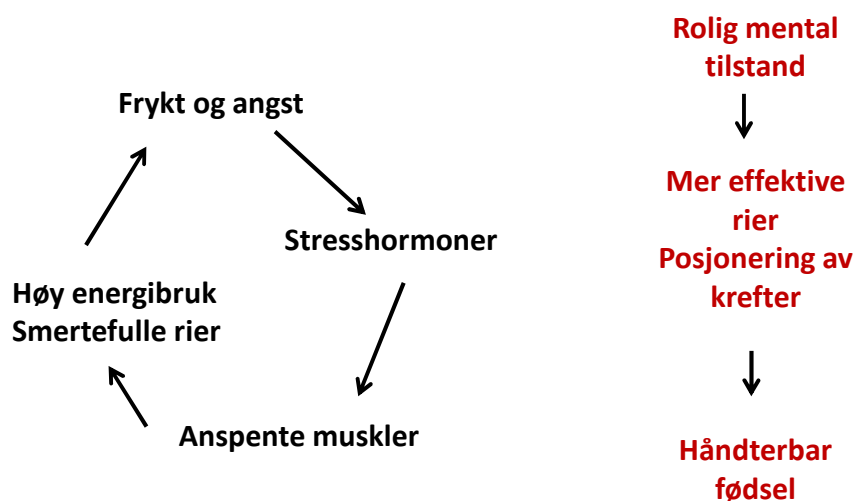 Frykt og angst
Stresshormoner
Høy energibruk
Smertefulle rier
Anspente muskler
Rolig mental
tilstand
Mer effektive
rier
Posjonering av
krefter
Håndterbar
fødsel